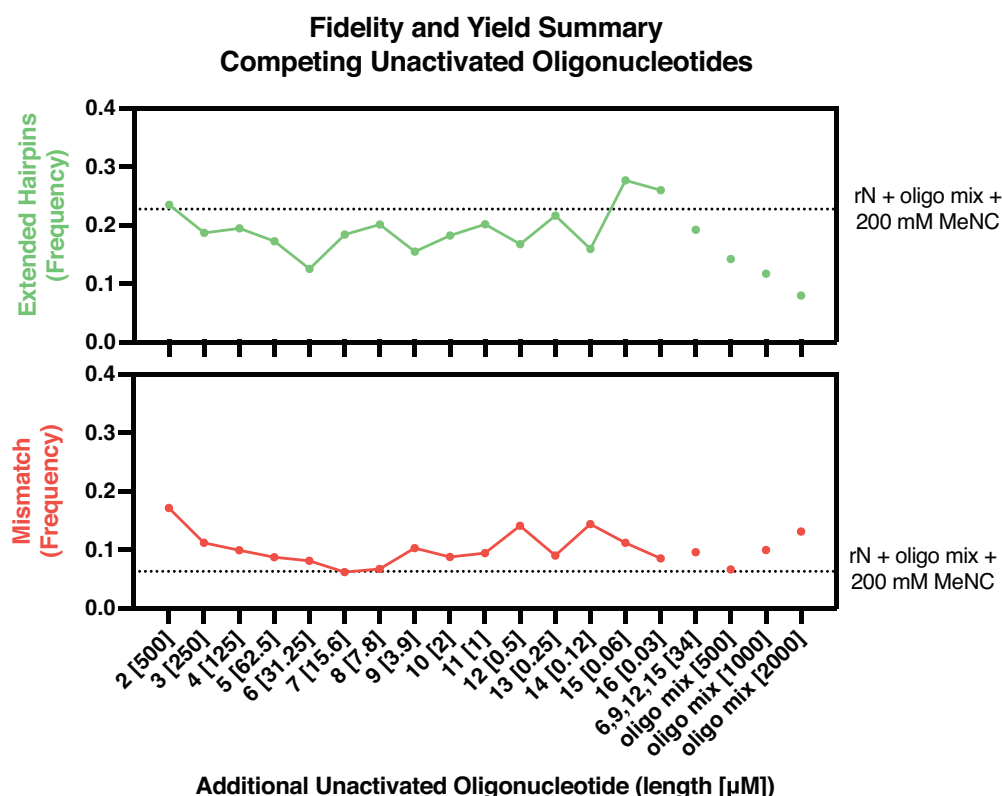 Fidelity and Yield Summary
Competing Unactivated Oligonucleotides
Extended Hairpins
(Frequency)
0.4
0.3
0.2
0.1
0.0
rN + oligo mix +
200 mM MeNC
Mismatch
(Frequency)
0.4
0.3
0.2
0.1
0.0
rN + oligo mix +
200 mM MeNC
2 [500]
3 [250]
4 [125]
5 [62.5]
6 [31.25]
7 [15.6]
8 [7.8]
9 [3.9]
10 [2]
11 [1]
12 [0.5]
13 [0.25]
14 [0.12]
15 [0.06]
16 [0.03]
6,9,12,15 [34]
oligo mix [500]
oligo mix [1000]
oligo mix [2000]
Additional Unactivated Oligonucleotide (length [µM])